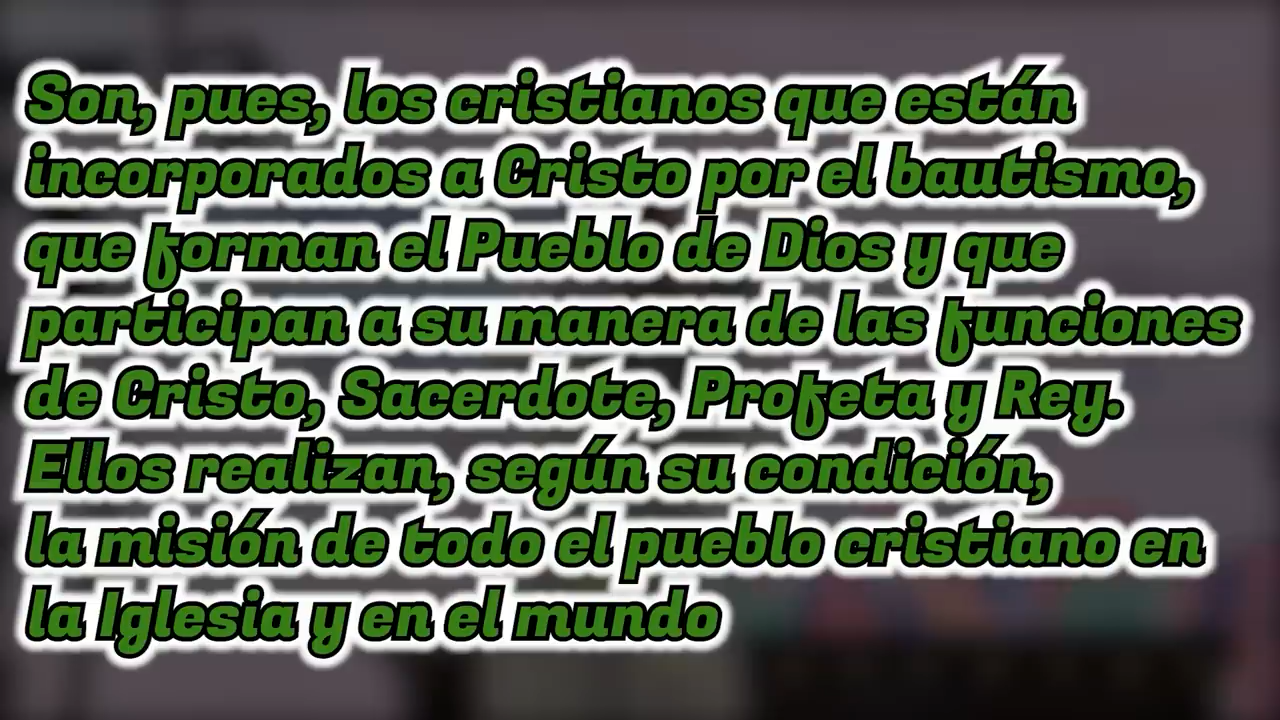 Son, pues, los cristianos que están
incorporados a Cristo por el bautismo,
que forman el Pueblo de Dios y que
participan a su manera de las funciones
de Cristo, Sacerdote, Profeta y Rey.
Ellos realizan, según su condición,
la misión de todo el pueblo cristiano en
la Iglesia y en el mundo